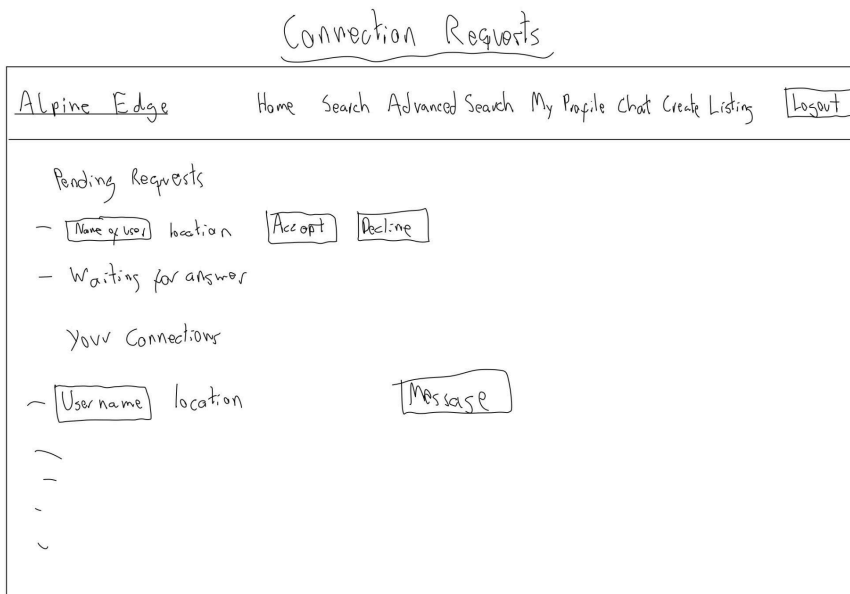 Connection Requests
Alpine Edge Home Search Advanced Search My Profile Chat Create Listing Logout
Pending Requests
- Name of user location Accept Decline
- Waiting for answer
Your Connections
- Username location Message